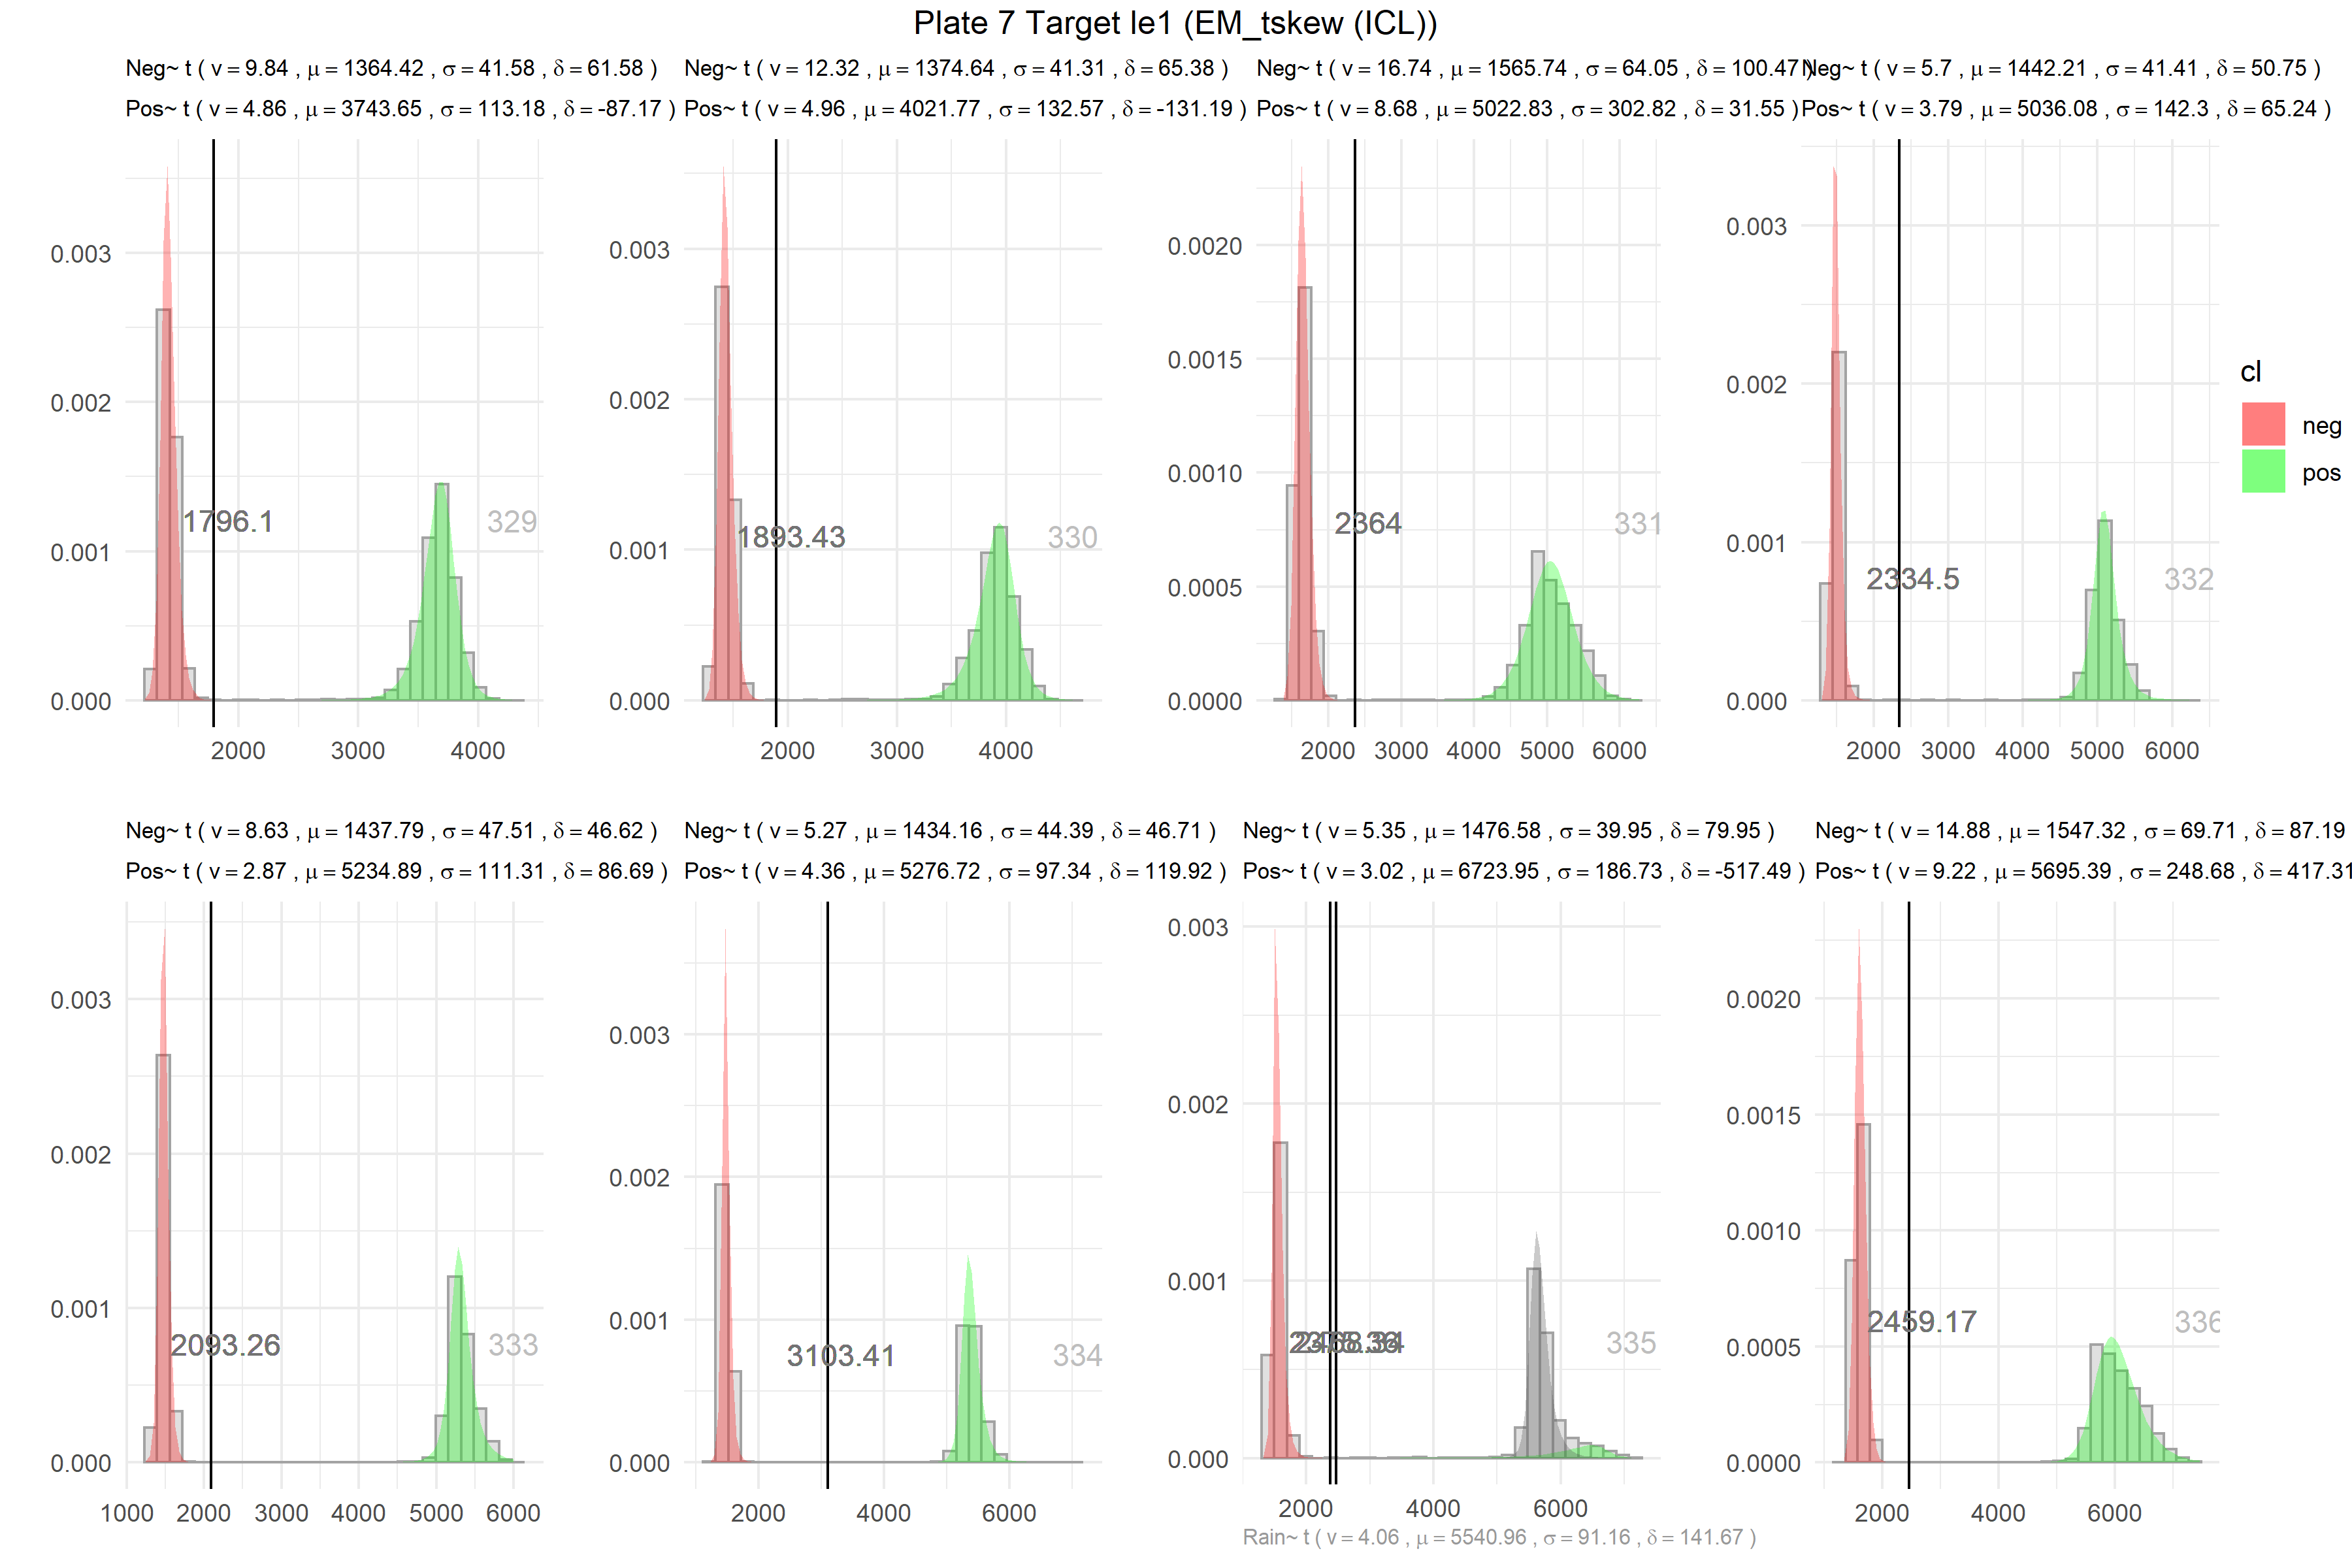 Plate 7 Target le1 (EM_tskew (ICL))
Neg~ t ( v = 9.84 , μ = 1364.42 , σ = 41.58 , δ = 61.58 )
Pos~ t ( v = 4.86 , μ = 3743.65 , σ = 113.18 , δ = -87.17 )
0.003
0.002
0.001
0.000
1796.1
329
2000 3000 4000
Neg~ t ( v = 12.32 , μ = 1374.64 , σ = 41.31 , δ = 65.38 )
Pos~ t ( v = 4.96 , μ = 4021.77 , σ = 132.57 , δ = -131.19 )
0.003
0.002
0.001
0.000
1893.43
330
2000 3000 4000
Neg~ t ( v = 16.74 , μ = 1565.74 , σ = 64.05 , δ = 100.47 )
Pos~ t ( v = 8.68 , μ = 5022.83 , σ = 302.82 , δ = 31.55 )
0.0020
0.0015
0.0010
0.0005
0.0000
2364
331
2000 3000 4000 5000 6000
Neg~ t ( v = 5.7 , μ = 1442.21 , σ = 41.41 , δ = 50.75 )
Pos~ t ( v = 3.79 , μ = 5036.08 , σ = 142.3 , δ = 65.24 )
0.003
0.002
0.001
0.000
2334.5
332
2000 3000 4000 5000 6000
cl
neg
pos
Neg~ t ( v = 8.63 , μ = 1437.79 , σ = 47.51 , δ = 46.62 )
Pos~ t ( v = 2.87 , μ = 5234.89 , σ = 111.31 , δ = 86.69 )
0.003
0.002
0.001
0.000
2093.26
333
1000 2000 3000 4000 5000 6000
Neg~ t ( v = 5.27 , μ = 1434.16 , σ = 44.39 , δ = 46.71 )
Pos~ t ( v = 4.36 , μ = 5276.72 , σ = 97.34 , δ = 119.92 )
0.003
0.002
0.001
0.000
3103.41
334
2000 4000 6000
Neg~ t ( v = 5.35 , μ = 1476.58 , σ = 39.95 , δ = 79.95 )
Pos~ t ( v = 3.02 , μ = 6723.95 , σ = 186.73 , δ = -517.49 )
0.003
0.002
0.001
0.000
335
2000 4000 6000
Rain~ t ( v = 4.06 , μ = 5540.96 , σ = 91.16 , δ = 141.67 )
Neg~ t ( v = 14.88 , μ = 1547.32 , σ = 69.71 , δ = 87.19
Pos~ t ( v = 9.22 , μ = 5695.39 , σ = 248.68 , δ = 417.31
0.0020
0.0015
0.0010
0.0005
0.0000
2459.17
336
2000 4000 6000